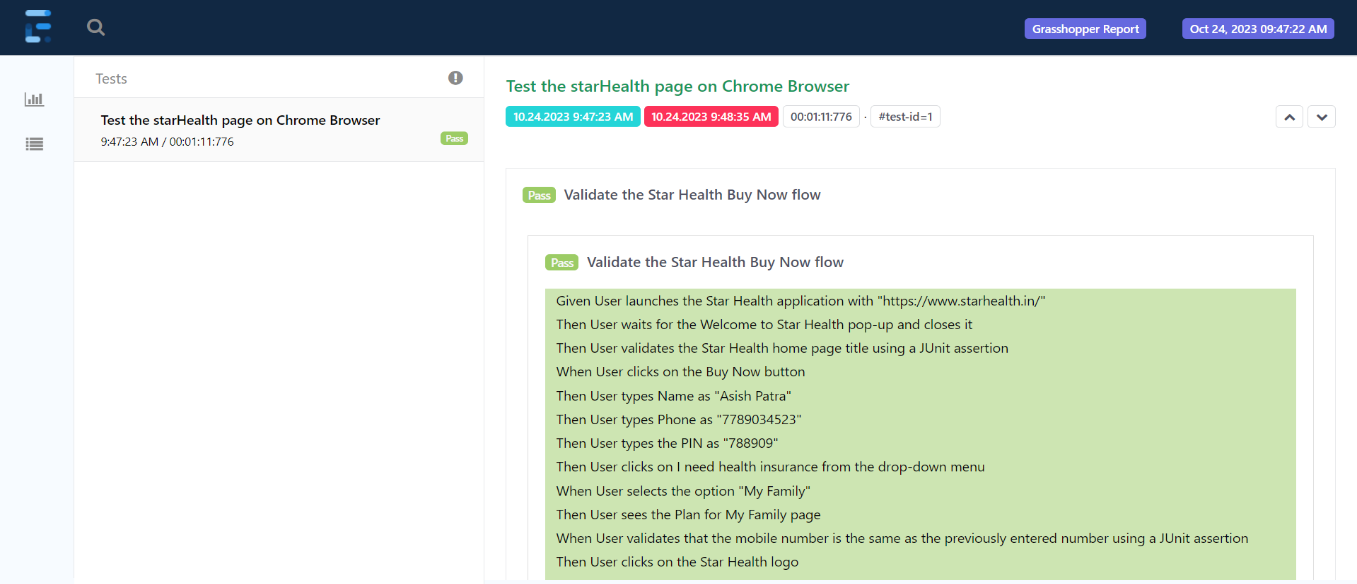 Grasshopper Report
Oct 24, 2023 09:47:22 AM
Tests
Test the starHealth page on Chrome Browser
9:47:23 AM / 00:01:11:776
Pass
Test the starHealth page on Chrome Browser
10.24.2023 9:47:23 AM 10.24.2023 9:48:35 AM 00:01:11:776 · #test-id=1
Pass Validate the Star Health Buy Now flow
Pass Validate the Star Health Buy Now flow
Given User launches the Star Health application with "https://www.starhealth.in/"
Then User waits for the Welcome to Star Health pop-up and closes it
Then User validates the Star Health home page title using a JUnit assertion
When User clicks on the Buy Now button
Then User types Name as "Asish Patra"
Then User types Phone as "7789034523"
Then User types the PIN as "788909"
Then User clicks on I need health insurance from the drop-down menu
When User selects the option "My Family"
Then User sees the Plan for My Family page
When User validates that the mobile number is the same as the previously entered number using a JUnit assertion
Then User clicks on the Star Health logo